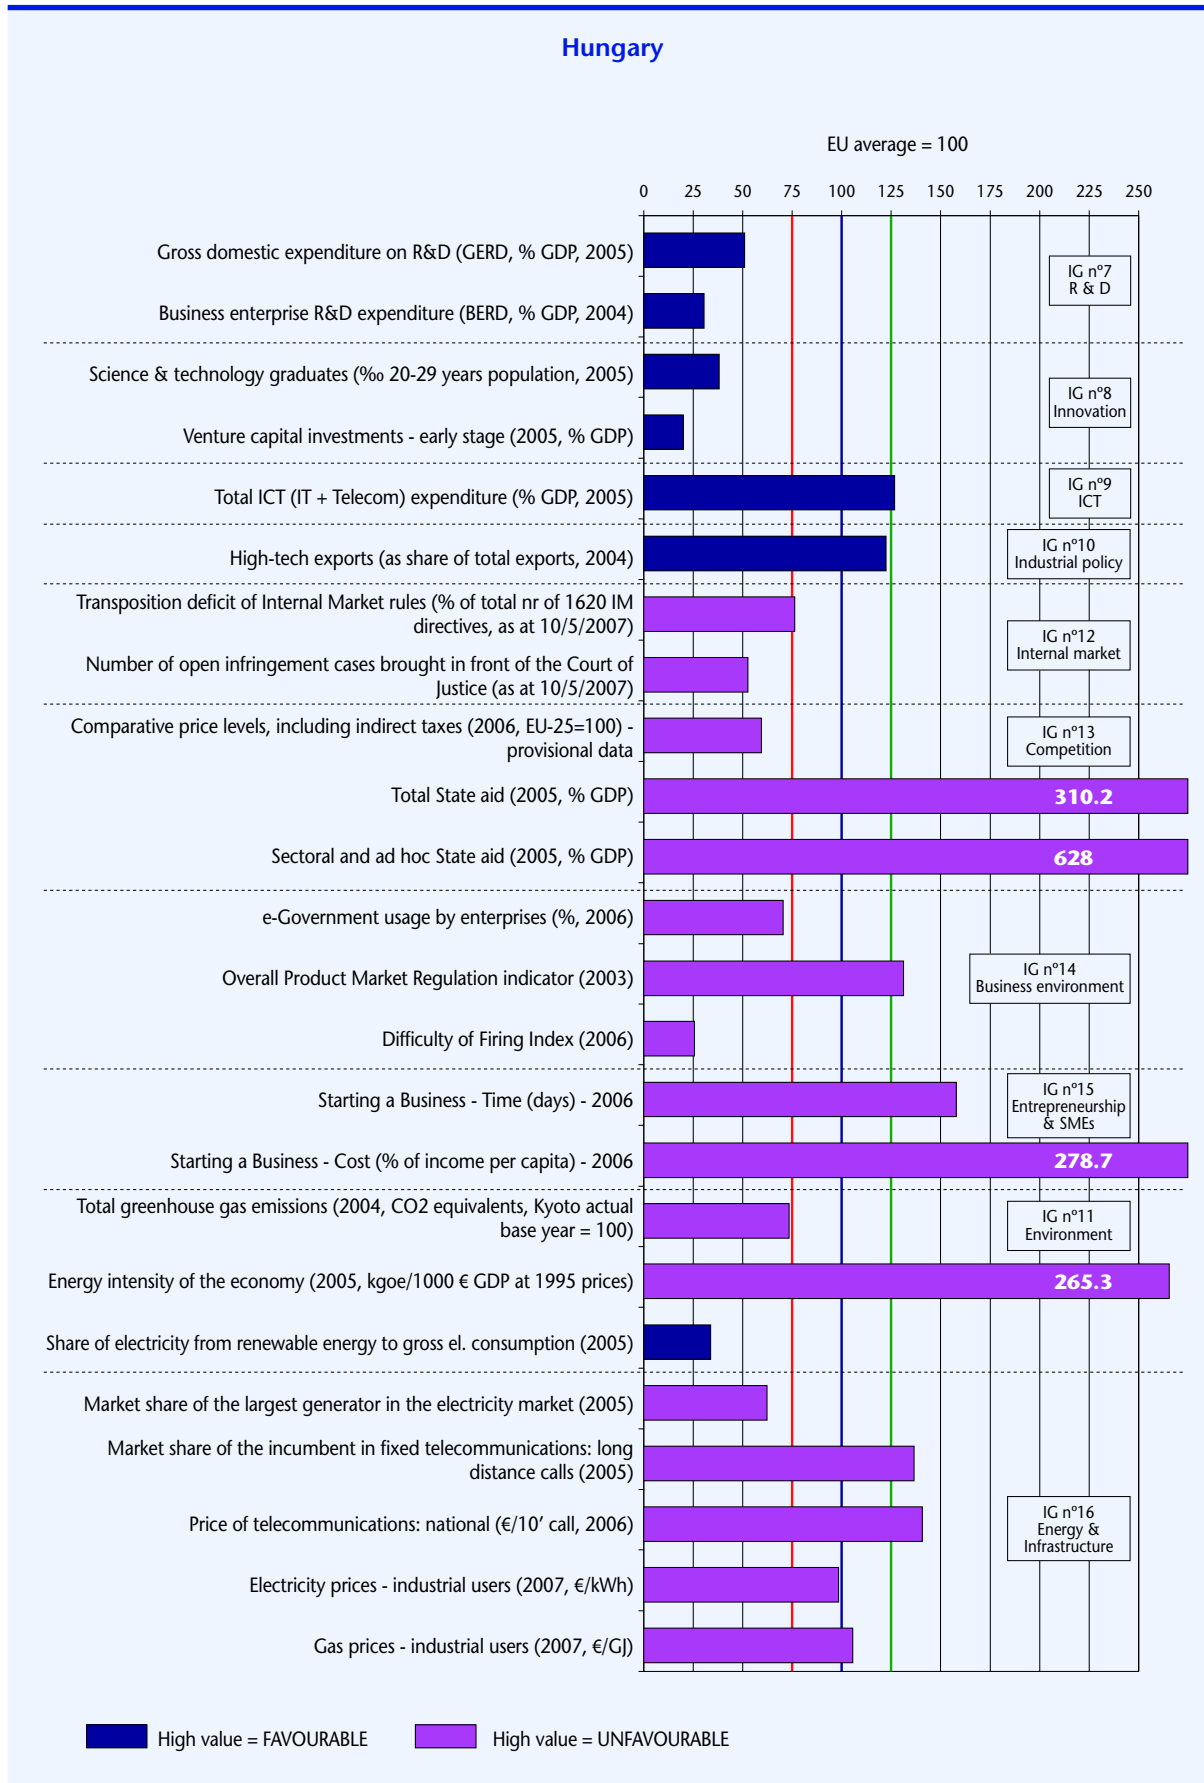 Hungary
EU average = 100
0 25 50 75 100 125 150 175 200 225 250
Gross domestic expenditure on R&D (GERD, % GDP, 2005)
IG nº7
R & D
Business enterprise R&D expenditure (BERD, % GDP, 2004)
Science & technology graduates (‰ 20-29 years population, 2005)
IG nº8
Innovation
Venture capital investments - early stage (2005, % GDP)
Total ICT (IT + Telecom) expenditure (% GDP, 2005)
IG nº9
ICT
High-tech exports (as share of total exports, 2004)
IG nº10
Industrial policy
Transposition deficit of Internal Market rules (% of total nr of 1620 IM
directives, as at 10/5/2007)
IG nº12
Internal market
Number of open infringement cases brought in front of the Court of
Justice (as at 10/5/2007)
Comparative price levels, including indirect taxes (2006, EU-25=100) -
provisional data
IG nº13
Competition
Total State aid (2005, % GDP)
310.2
Sectoral and ad hoc State aid (2005, % GDP)
628
e-Government usage by enterprises (%, 2006)
Overall Product Market Regulation indicator (2003)
IG nº14
Business environment
Difficulty of Firing Index (2006)
Starting a Business - Time (days) - 2006
IG nº15
Entrepreneurship
& SMEs
Starting a Business - Cost (% of income per capita) - 2006
278.7
Total greenhouse gas emissions (2004, CO2 equivalents, Kyoto actual
base year = 100)
IG nº11
Environment
Energy intensity of the economy (2005, kgoe/1000 € GDP at 1995 prices)
265.3
Share of electricity from renewable energy to gross el. consumption (2005)
Market share of the largest generator in the electricity market (2005)
Market share of the incumbent in fixed telecommunications: long
distance calls (2005)
Price of telecommunications: national (€/10’ call, 2006)
IG nº16
Energy &
Infrastructure
Electricity prices - industrial users (2007, €/kWh)
Gas prices - industrial users (2007, €/GJ)
High value = FAVOURABLE
High value = UNFAVOURABLE